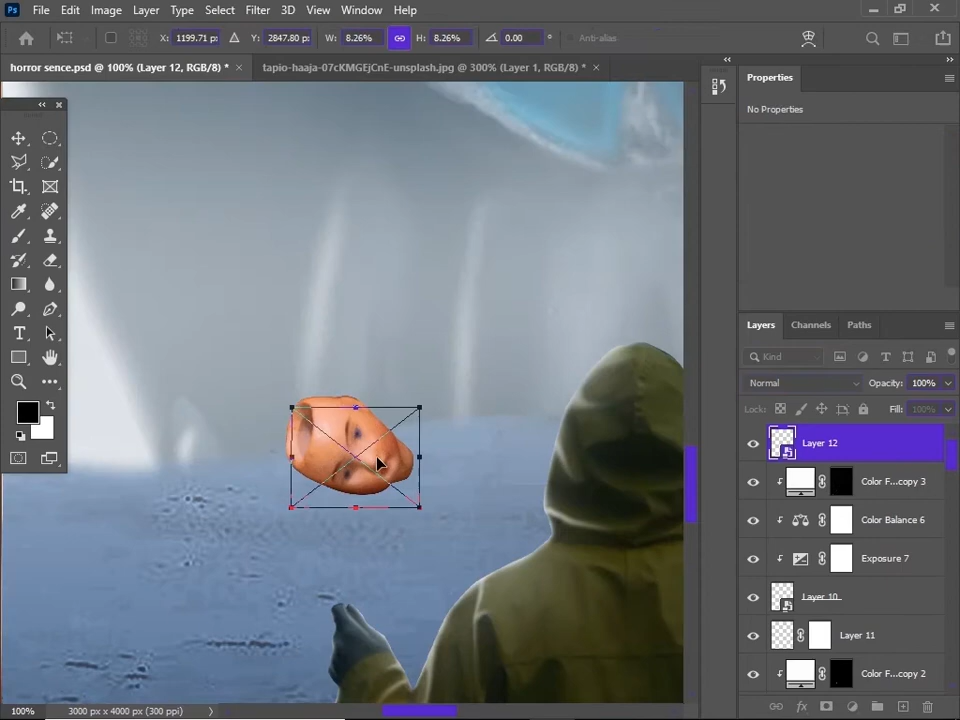 Ps File Edit Image Layer Type Select Filter 3D View Window Help
X: 1199.71 p: Y: 2847.80 p: W: 8.26% H: 8.26% 0.00 ° Anti-alias
horror sence.psd @ 100% (Layer 12, RGB/8) * × tapio-haaja-07cKMGEjCnE-unsplash.jpg @ 300% (Layer 1, RGB/8) * ×
Properties
No Properties
Layers Channels Paths
Kind
Normal Opacity: 100%
Lock: Fill: 100%
Layer 12
Color F...copy 3
Color Balance 6
Exposure 7
Layer 10
Layer 11
Color F...copy 2
100% 3000 px x 4000 px (300 ppi)